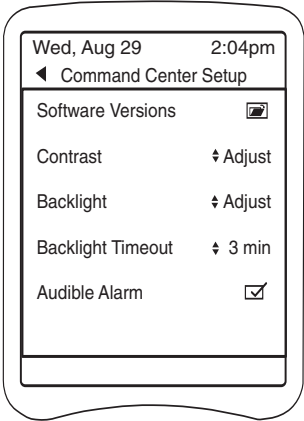 Wed, Aug 29 2:04pm
Command Center Setup
Software Versions
Contrast Adjust
Backlight Adjust
Backlight Timeout 3 min
Audible Alarm